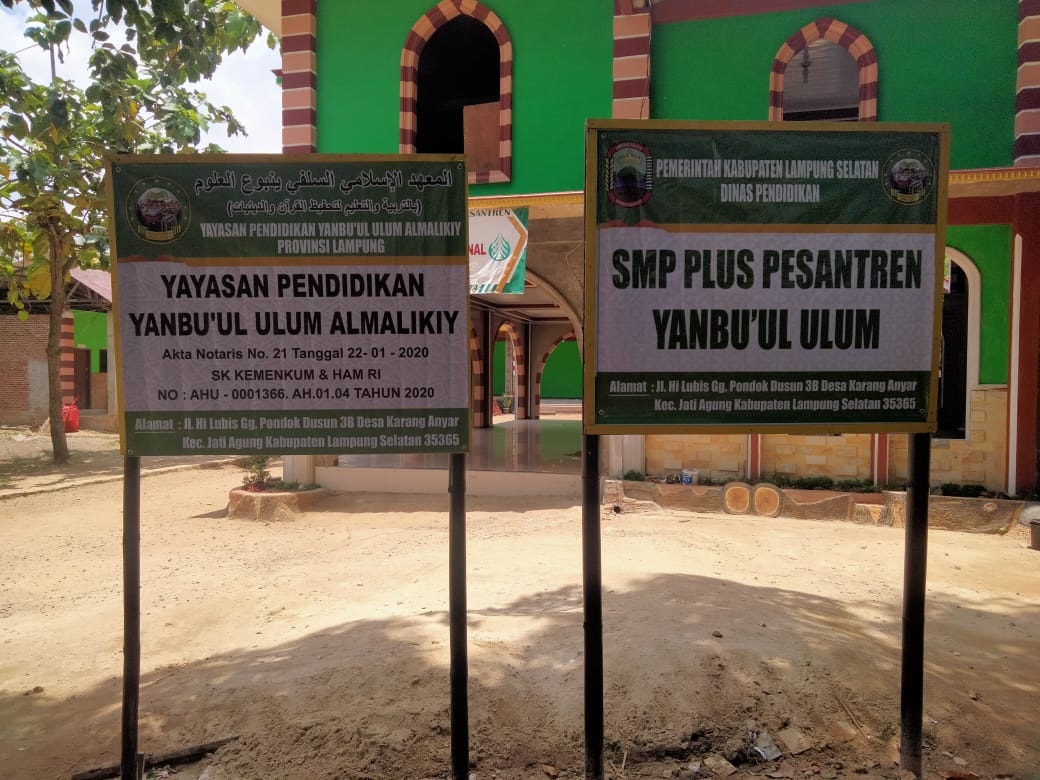 المعهد الإسلامي السلفي ينبوع العلوم
(بالتربية والتعليم لتحفيظ القرآن والدينيات)
YAYASAN PENDIDIKAN YANBU'UL ULUM ALMALIKIY
PROVINSI LAMPUNG
YAYASAN PENDIDIKAN
YANBU'UL ULUM ALMALIKIY
Akta Notaris No. 21 Tanggal 22- 01 - 2020
SK KEMENKUM & HAM RI
NO : AHU - 0001366. AH.01.04 TAHUN 2020
Alamat : Jl. Hi Lubis Gg. Pondok Dusun 3B Desa Karang Anyar
Kec. Jati Agung Kabupaten Lampung Selatan 35365
PEMERINTAH KABUPATEN LAMPUNG SELATAN
DINAS PENDIDIKAN
SMP PLUS PESANTREN
YANBU'UL ULUM
Alamat : Jl. Hi Lubis Gg. Pondok Dusun 3B Desa Karang Anyar
Kec. Jati Agung Kabupaten Lampung Selatan 35365
SANTREN
NAL